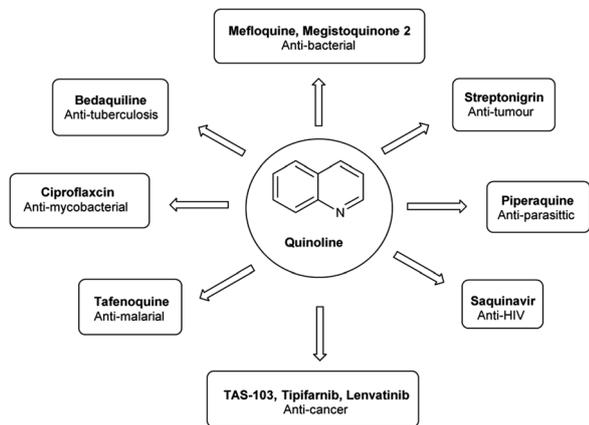 Mefloquine, Megistoquinone 2
Anti-bacterial
Bedaquiline
Anti-tuberculosis
Streptonigrin
Anti-tumour
Ciproflaxcin
Anti-mycobacterial
N
Quinoline
Piperaquine
Anti-parasittic
Tafenoquine
Anti-malarial
Saquinavir
Anti-HIV
TAS-103, Tipifarnib, Lenvatinib
Anti-cancer